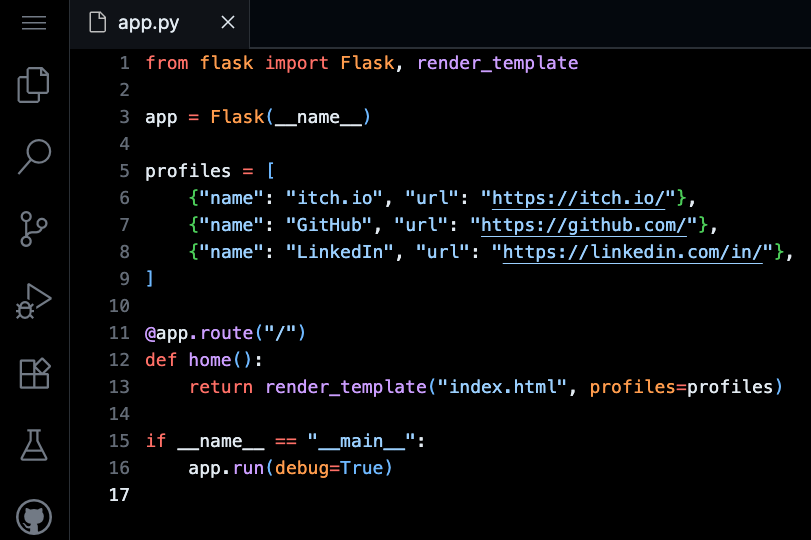 app.py
1 from flask import Flask, render_template
2
3 app = Flask(__name__)
4
5 profiles = [
6     {"name": "itch.io", "url": "https://itch.io/"},
7     {"name": "GitHub", "url": "https://github.com/"},
8     {"name": "LinkedIn", "url": "https://linkedin.com/in/"},
9 ]
10
11 @app.route("/")
12 def home():
13     return render_template("index.html", profiles=profiles)
14
15 if __name__ == "__main__":
16     app.run(debug=True)
17